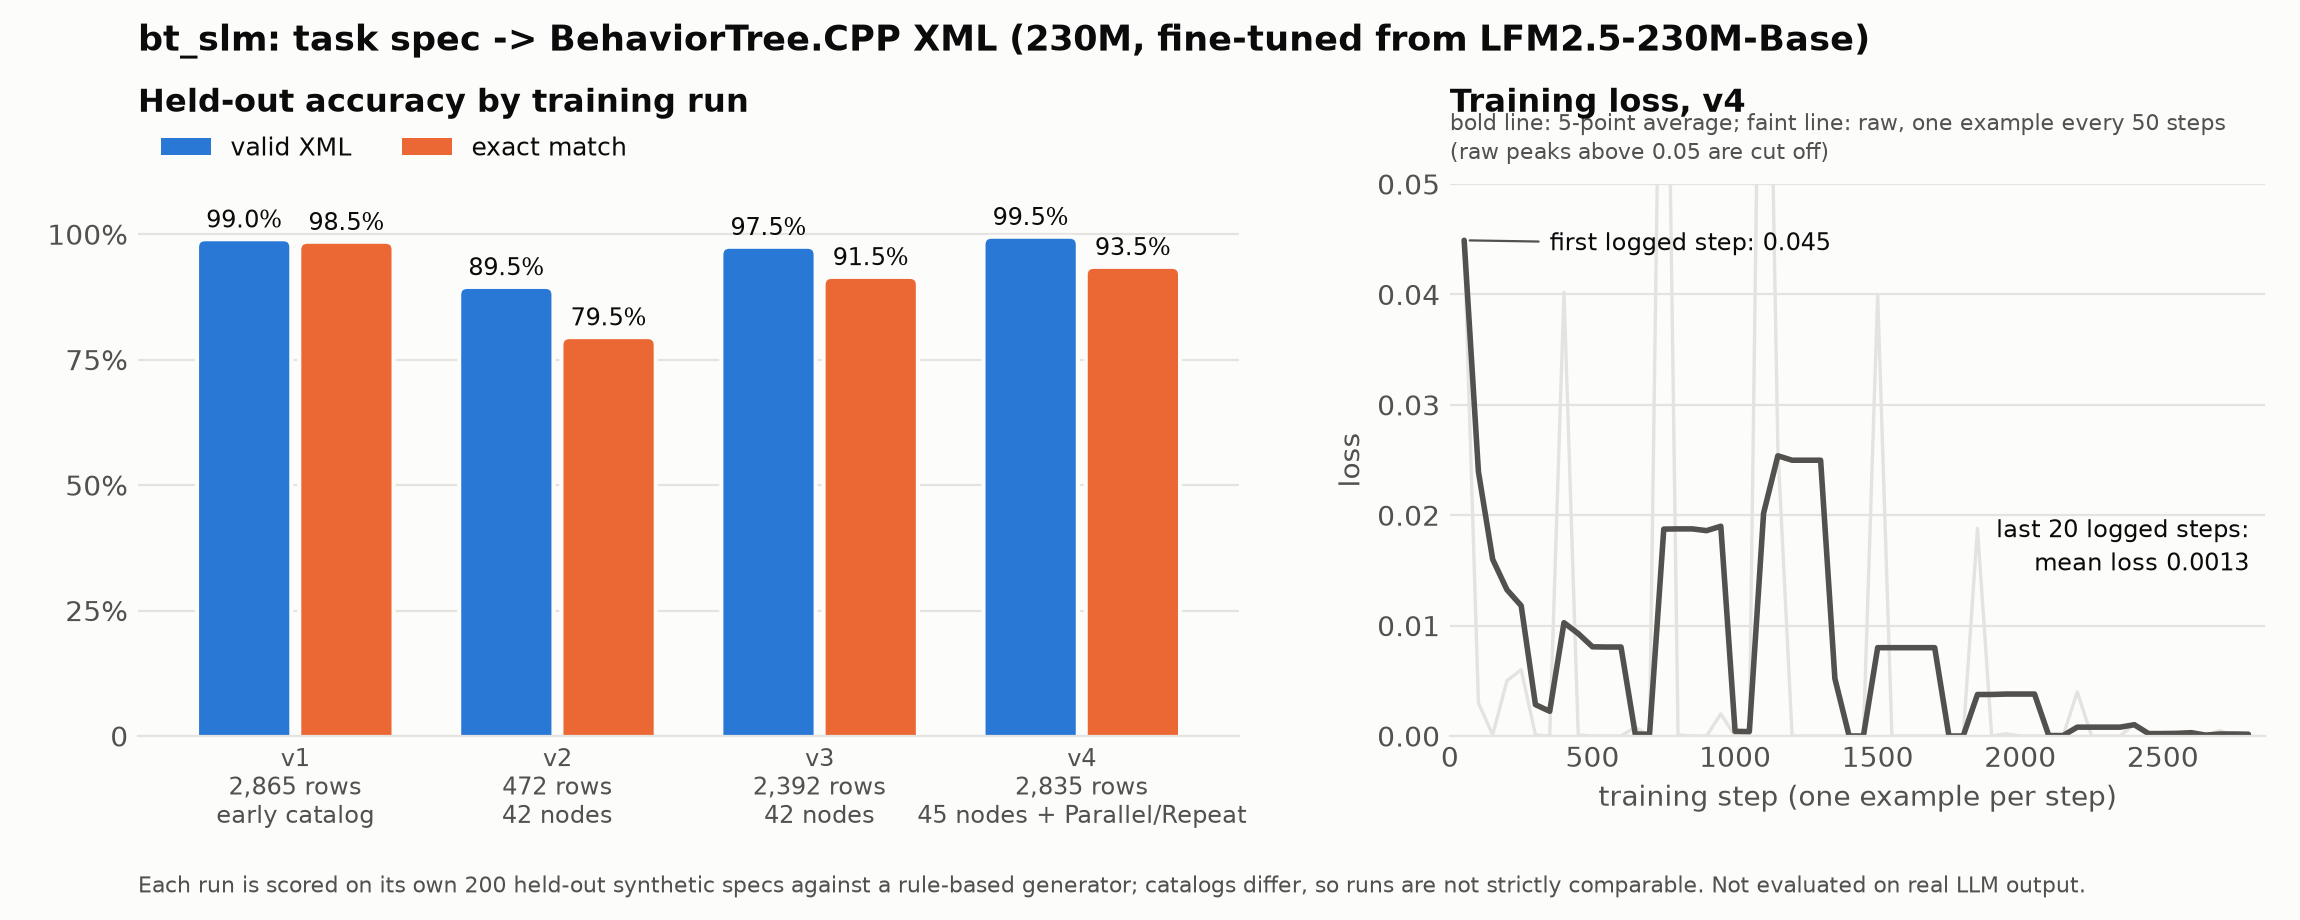 bt_slm: task spec -> BehaviorTree.CPP XML (230M, fine-tuned from LFM2.5-230M-Base)
Held-out accuracy by training run
valid XML
exact match
100%
75%
50%
25%
0
99.0%
98.5%
89.5%
79.5%
97.5%
91.5%
99.5%
93.5%
v1
2,865 rows
early catalog
v2
472 rows
42 nodes
v3
2,392 rows
42 nodes
v4
2,835 rows
45 nodes + Parallel/Repeat
Training loss, v4
bold line: 5-point average; faint line: raw, one example every 50 steps
(raw peaks above 0.05 are cut off)
0.05
0.04
0.03
0.02
0.01
0.00
loss
first logged step: 0.045
last 20 logged steps:
mean loss 0.0013
0
500
1000
1500
2000
2500
training step (one example per step)
Each run is scored on its own 200 held-out synthetic specs against a rule-based generator; catalogs differ, so runs are not strictly comparable. Not evaluated on real LLM output.